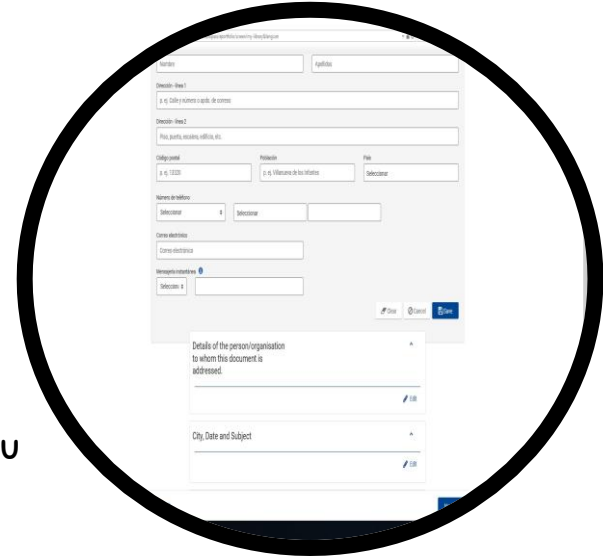 Nombre Apellidos
Dirección - línea 1
p. ej. Calle y número o apdo. de correos
Dirección - línea 2
Piso, puerta, escalera, edificio, etc.
Código postal Población País
p. ej. 13320 p. ej. Villanueva de los Infantes Seleccionar
Número de teléfono
Seleccionar Seleccionar
Correo electrónico
Correo electrónico
Mensajería instantánea
Seleccionar
Clear Cancel Save
Details of the person/organisation
to whom this document is
addressed.
Edit
City, Date and Subject
Edit
U